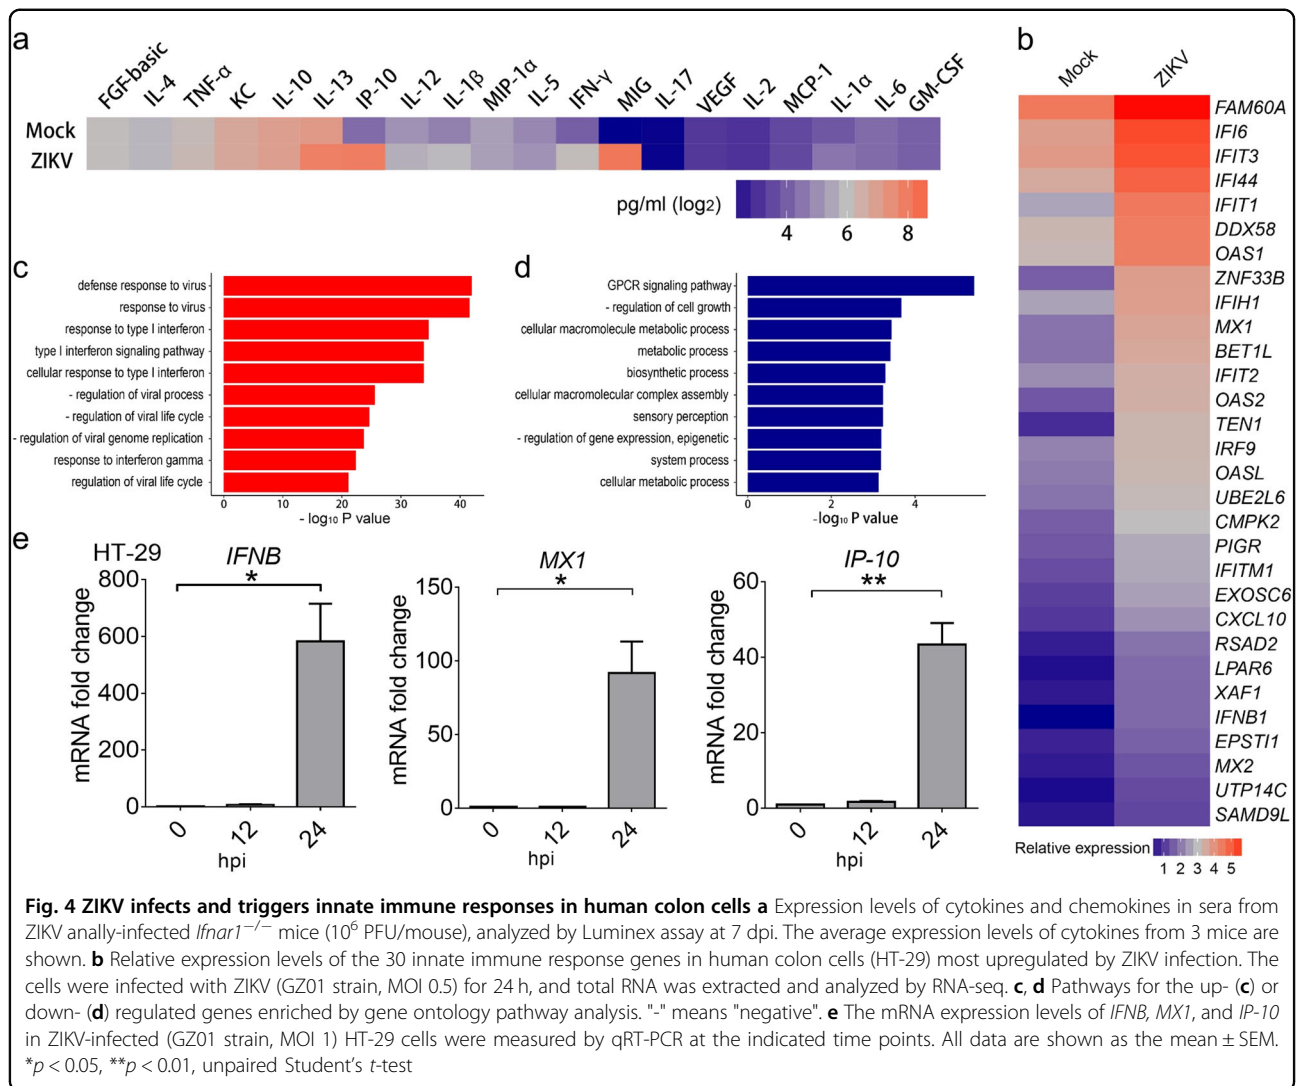 a
FGF-basic IL-4 TNF-α KC IL-10 IL-13 IP-10 IL-12 IL-1β MIP-1α IL-5 IFN-γ MIG IL-17 VEGF IL-2 MCP-1 IL-1α IL-6 GM-CSF
Mock
ZIKV
pg/ml (log2)
4 6 8
b
Mock ZIKV
FAM60A
IFI6
IFIT3
IFI44
IFIT1
DDX58
OAS1
ZNF33B
IFIH1
MX1
BET1L
IFIT2
OAS2
TEN1
IRF9
OASL
UBE2L6
CMPK2
PIGR
IFITM1
EXOSC6
CXCL10
RSAD2
LPAR6
XAF1
IFNB1
EPSTI1
MX2
UTP14C
SAMD9L
Relative expression
1 2 3 4 5
c
defense response to virus
response to virus
response to type I interferon
type I interferon signaling pathway
cellular response to type I interferon
- regulation of viral process
- regulation of viral life cycle
- regulation of viral genome replication
response to interferon gamma
regulation of viral life cycle
0 10 20 30 40
- log10 P value
d
GPCR signaling pathway
- regulation of cell growth
cellular macromolecule metabolic process
metabolic process
biosynthetic process
cellular macromolecular complex assembly
sensory perception
- regulation of gene expression, epigenetic
system process
cellular metabolic process
0 2 4
-log10 P value
e
HT-29
IFNB
*
mRNA fold change
800
600
400
200
0
0 12 24
hpi
MX1
*
mRNA fold change
150
100
50
0
0 12 24
hpi
IP-10
**
mRNA fold change
60
40
20
0
0 12 24
hpi
Fig. 4 ZIKV infects and triggers innate immune responses in human colon cells a Expression levels of cytokines and chemokines in sera from
ZIKV anally-infected Ifnar1−/− mice (10⁶ PFU/mouse), analyzed by Luminex assay at 7 dpi. The average expression levels of cytokines from 3 mice are
shown. b Relative expression levels of the 30 innate immune response genes in human colon cells (HT-29) most upregulated by ZIKV infection. The
cells were infected with ZIKV (GZ01 strain, MOI 0.5) for 24 h, and total RNA was extracted and analyzed by RNA-seq. c, d Pathways for the up- (c) or
down- (d) regulated genes enriched by gene ontology pathway analysis. "-" means "negative". e The mRNA expression levels of IFNB, MX1, and IP-10
in ZIKV-infected (GZ01 strain, MOI 1) HT-29 cells were measured by qRT-PCR at the indicated time points. All data are shown as the mean ± SEM.
*p < 0.05, **p < 0.01, unpaired Student's t-test